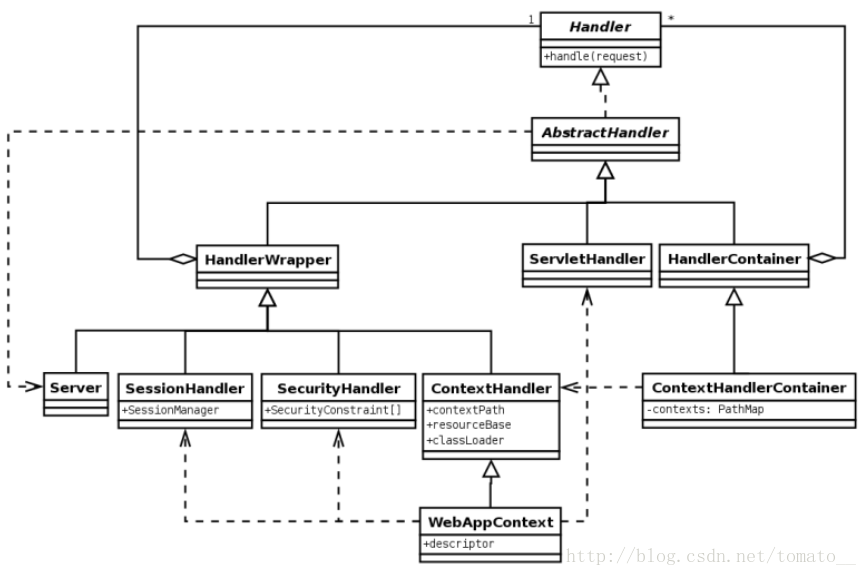 1
*
Handler
+handle(request)
AbstractHandler
HandlerWrapper
ServletHandler
HandlerContainer
Server
SessionHandler
+SessionManager
SecurityHandler
+SecurityConstraint[]
ContextHandler
+contextPath
+resourceBase
+classLoader
ContextHandlerContainer
-contexts: PathMap
WebAppContext
+descriptor
http://blog.csdn.net/tomato__